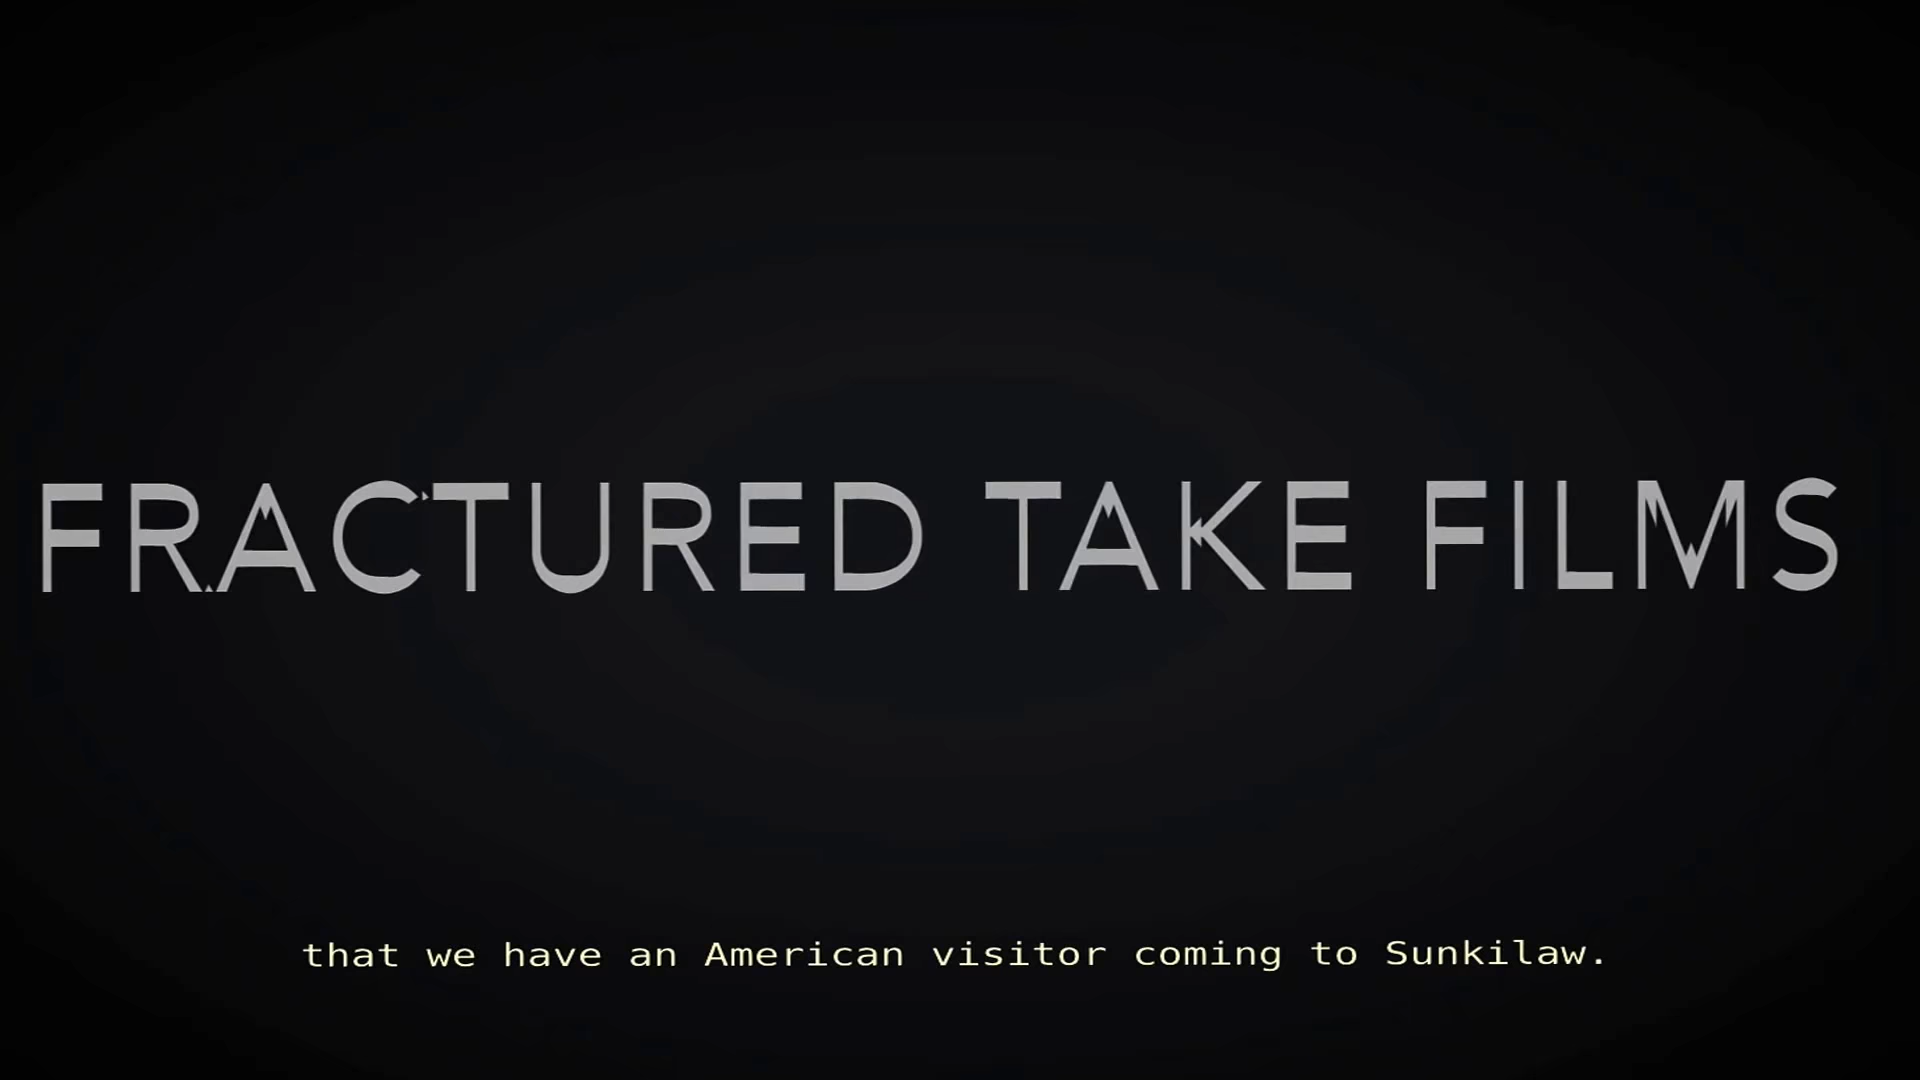 FRACTURED TAKE FILMS
that we have an American visitor coming to Sunkilaw.